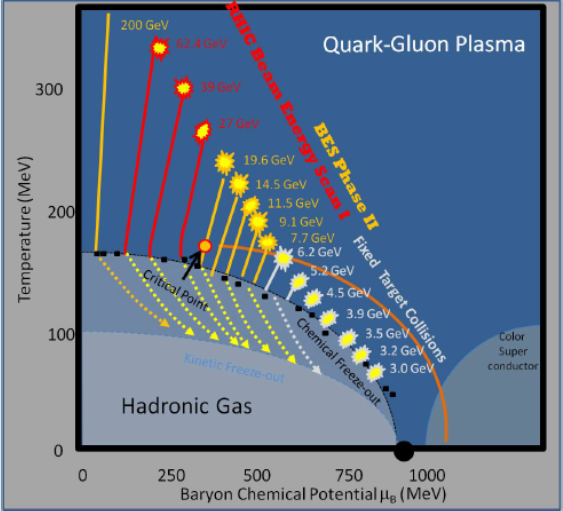 200 GeV
62.4 GeV
Quark-Gluon Plasma
39 GeV
27 GeV
RHIC Beam Energy Scan I
BES Phase II
19.6 GeV
14.5 GeV
11.5 GeV
9.1 GeV
7.7 GeV
6.2 GeV
5.2 GeV
4.5 GeV
3.9 GeV
3.5 GeV
3.2 GeV
3.0 GeV
Fixed Target Collisions
Critical Point
Chemical Freeze-out
Kinetic Freeze-out
Hadronic Gas
Color
Super
conductor
Temperature (MeV)
300
200
100
0
0 250 500 750 1000
Baryon Chemical Potential μB (MeV)